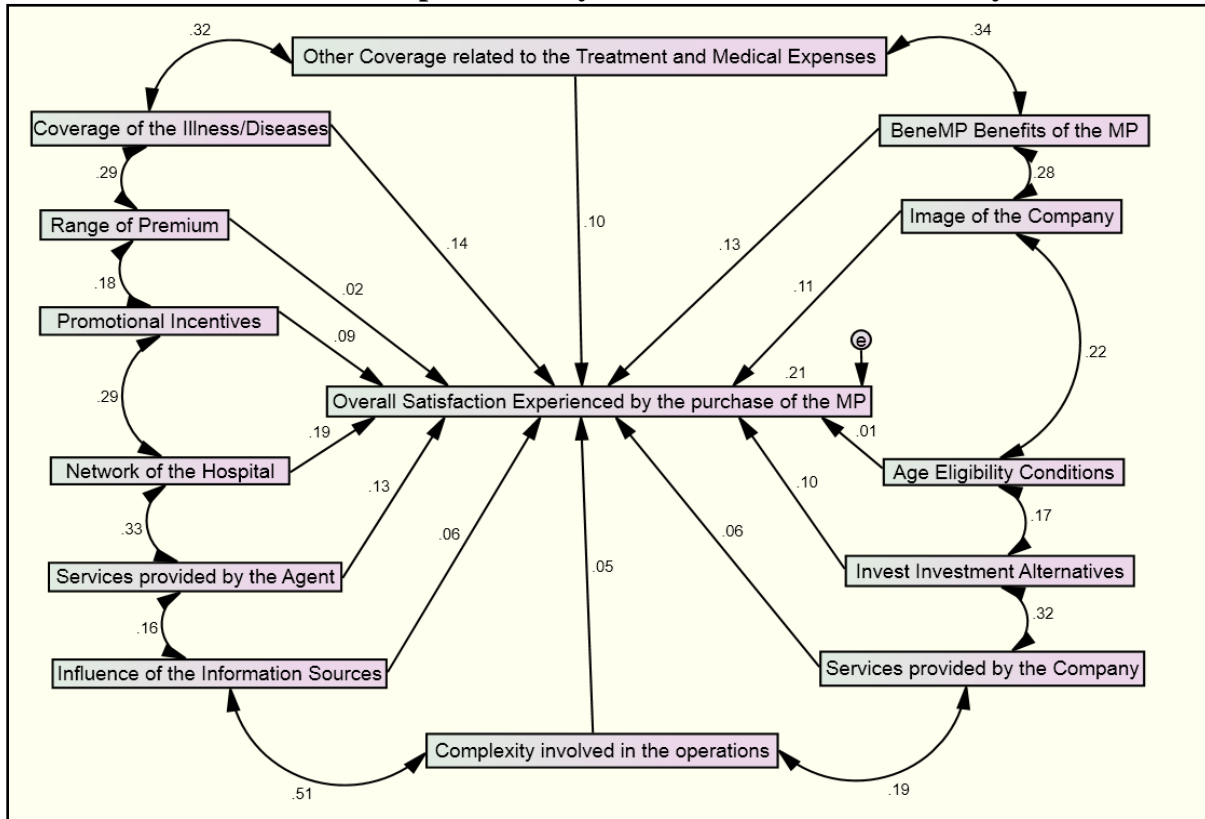 .32
Other Coverage related to the Treatment and Medical Expenses
.34
Coverage of the Illness/Diseases
BeneMP Benefits of the MP
.29
.28
Range of Premium
Image of the Company
.14
.10
.13
.18
.02
.11
Promotional Incentives
.09
e
.22
.21
.29
Overall Satisfaction Experienced by the purchase of the MP
.19
.01
Network of the Hospital
Age Eligibility Conditions
.13
.10
.33
.06
.06
.17
Services provided by the Agent
.05
Invest Investment Alternatives
.16
.32
Influence of the Information Sources
Services provided by the Company
Complexity involved in the operations
.51
.19